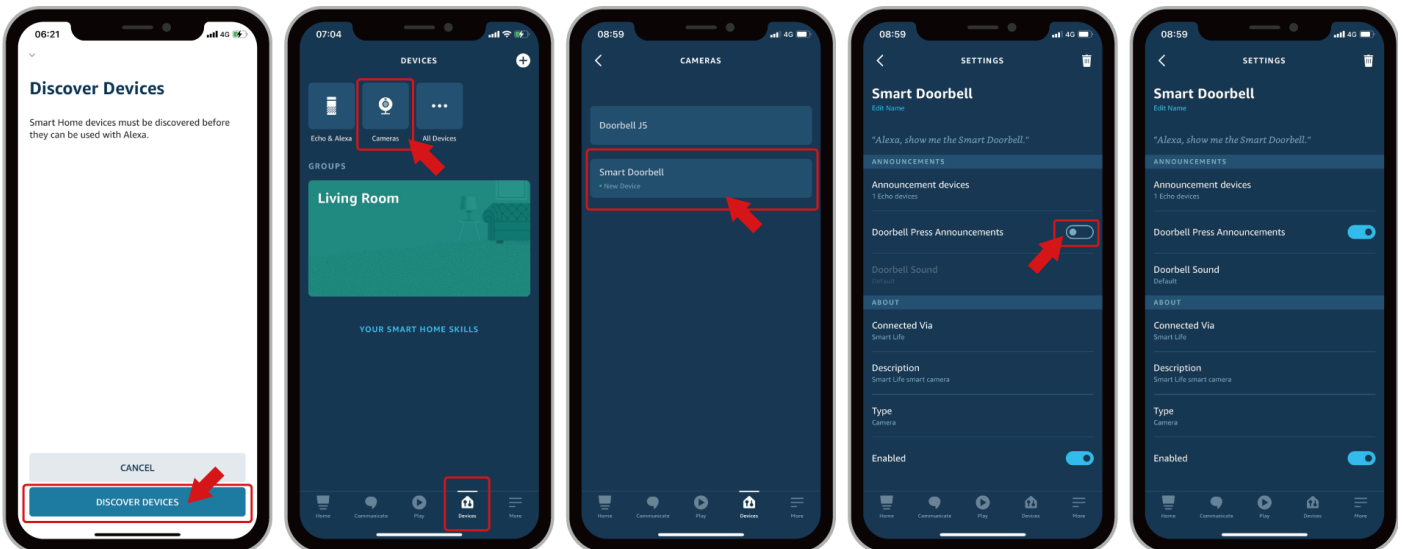 06:21
4G
Discover Devices
Smart Home devices must be discovered before
they can be used with Alexa.
CANCEL
DISCOVER DEVICES
07:04
DEVICES
Echo & Alexa
Cameras
All Devices
GROUPS
Living Room
YOUR SMART HOME SKILLS
Home
Communicate
Play
Devices
More
08:59
4G
CAMERAS
Doorbell J5
Smart Doorbell
• New Device
Home
Communicate
Play
Devices
More
08:59
4G
SETTINGS
Smart Doorbell
Edit Name
"Alexa, show me the Smart Doorbell."
ANNOUNCEMENTS
Announcement devices
1 Echo devices
Doorbell Press Announcements
Doorbell Sound
Default
ABOUT
Connected Via
Smart Life
Description
Smart Life smart camera
Type
Camera
Enabled
Home
Communicate
Play
Devices
More
08:59
4G
SETTINGS
Smart Doorbell
Edit Name
"Alexa, show me the Smart Doorbell."
ANNOUNCEMENTS
Announcement devices
1 Echo devices
Doorbell Press Announcements
Doorbell Sound
Default
ABOUT
Connected Via
Smart Life
Description
Smart Life smart camera
Type
Camera
Enabled
Home
Communicate
Play
Devices
More